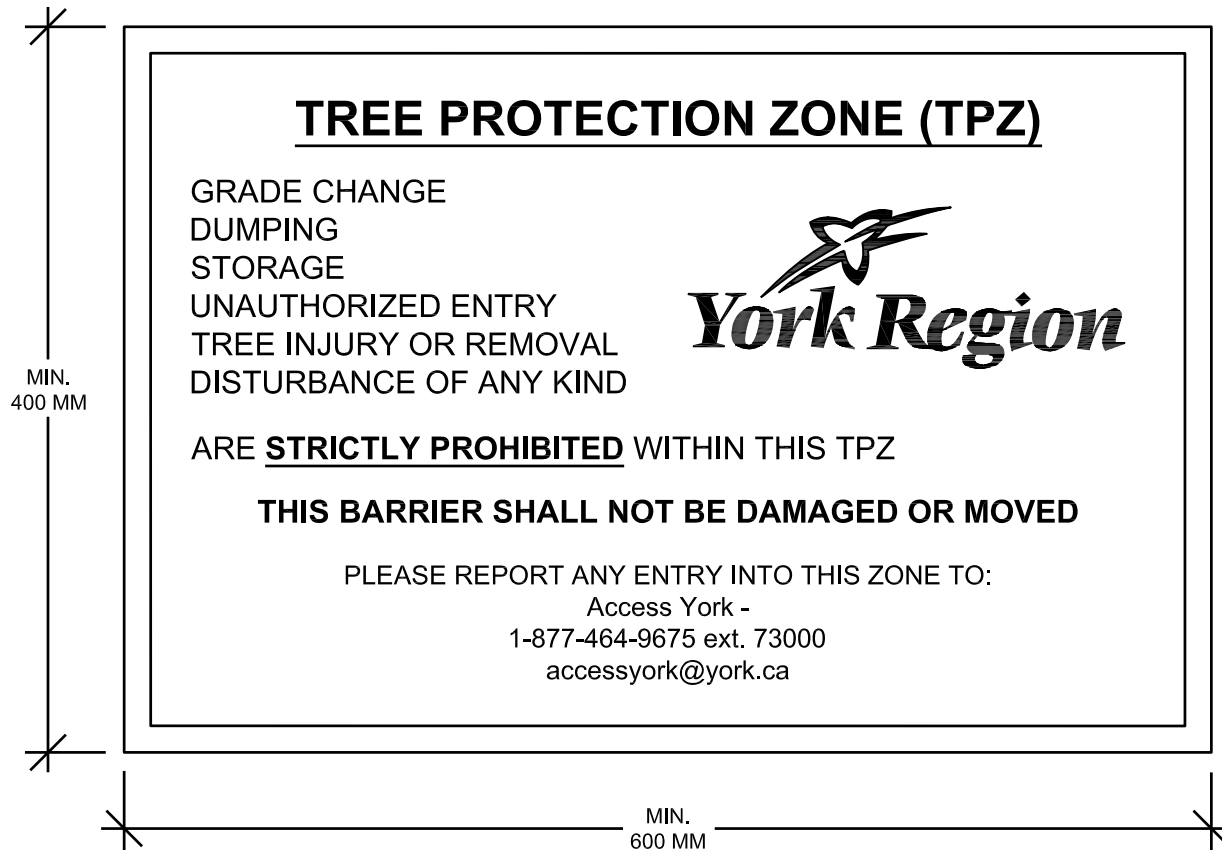 TREE PROTECTION ZONE (TPZ)
GRADE CHANGE
DUMPING
STORAGE
UNAUTHORIZED ENTRY
TREE INJURY OR REMOVAL
DISTURBANCE OF ANY KIND
York Region
ARE STRICTLY PROHIBITED WITHIN THIS TPZ
THIS BARRIER SHALL NOT BE DAMAGED OR MOVED
PLEASE REPORT ANY ENTRY INTO THIS ZONE TO:
Access York -
1-877-464-9675 ext. 73000
accessyork@york.ca
MIN.
400 MM
MIN.
600 MM